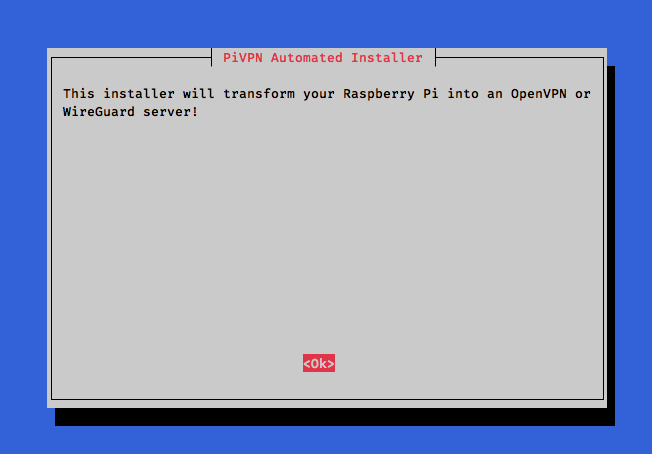 PiVPN Automated Installer
This installer will transform your Raspberry Pi into an OpenVPN or
WireGuard server!
<Ok>